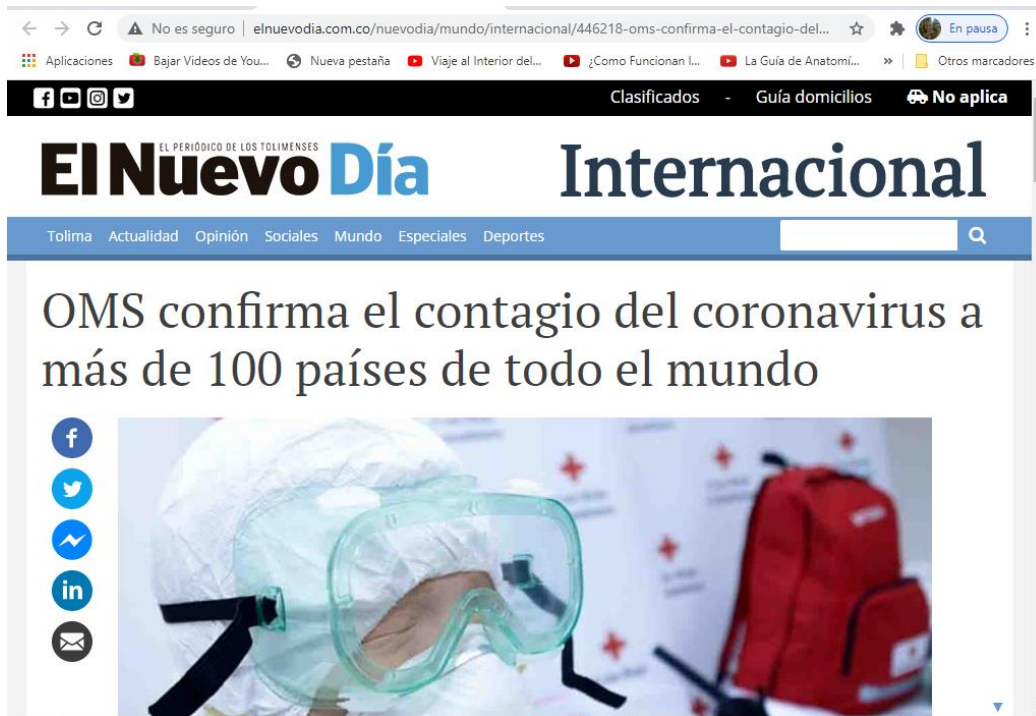 No es seguro | elnuevodia.com.co/nuevodia/mundo/internacional/446218-oms-confirma-el-contagio-del... En pausa
Aplicaciones Bajar Videos de You... Nueva pestaña Viaje al Interior del... ¿Como Funcionan l... La Guía de Anatomí... » Otros marcadores
Clasificados - Guía domicilios No aplica
EL PERIÓDICO DE LOS TOLIMENSES
El Nuevo Día Internacional
Tolima Actualidad Opinión Sociales Mundo Especiales Deportes
OMS confirma el contagio del coronavirus a
más de 100 países de todo el mundo